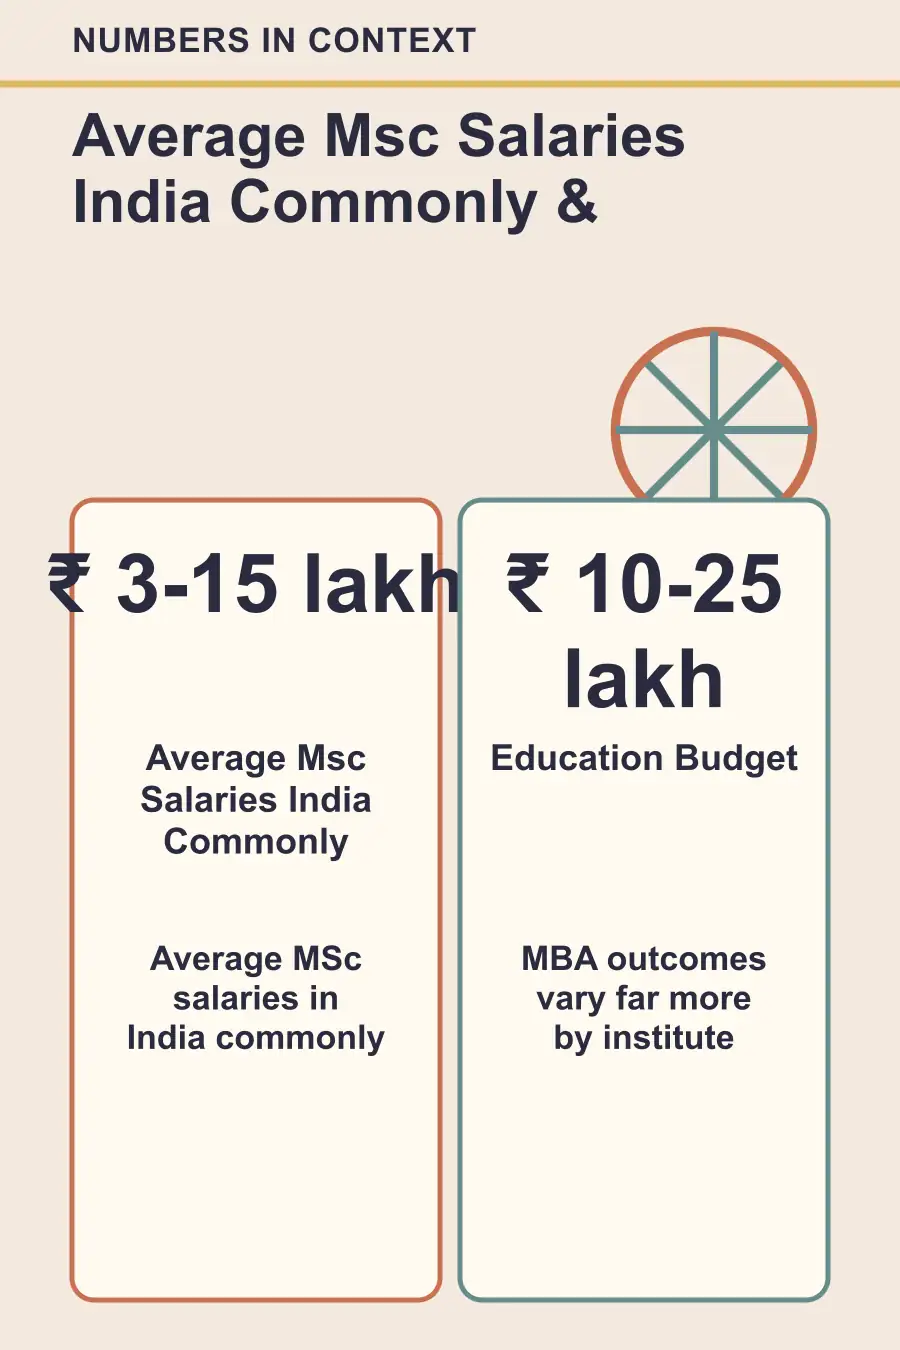 NUMBERS IN CONTEXT
Average Msc Salaries
India Commonly &
₹ 3-15 lakh
Average Msc
Salaries India
Commonly
Average MSc
salaries in
India commonly
₹ 10-25
lakh
Education Budget
MBA outcomes
vary far more
by institute